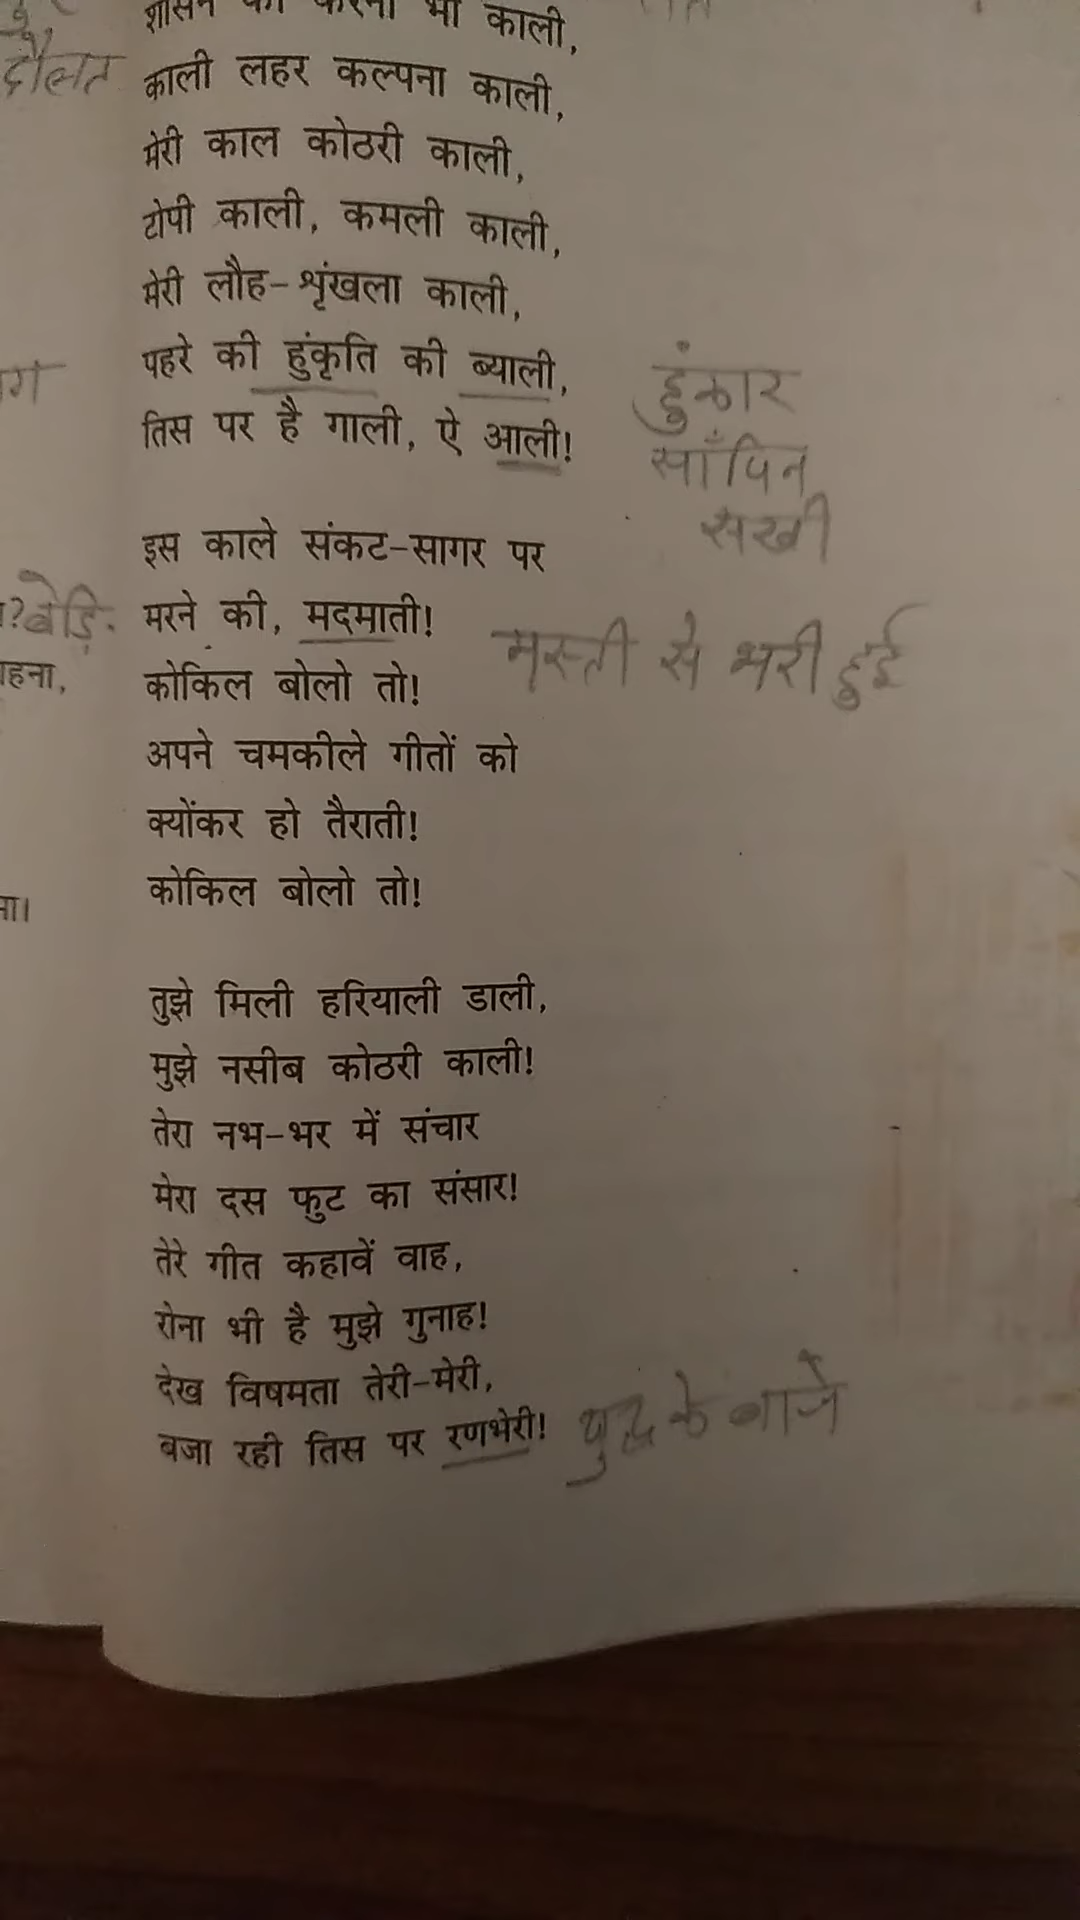 शासन की करनी भी काली,
दौलत
काली लहर कल्पना काली,
मेरी काल कोठरी काली,
टोपी काली, कमली काली,
मेरी लौह-शृंखला काली,
पहरे की हुंकृति की ब्याली, हुंकार
तिस पर है गाली, ऐ आली! साँपिन
सखी
इस काले संकट-सागर पर
मरने की, मदमाती! मस्ती से भरी हुई
कोकिल बोलो तो!
अपने चमकीले गीतों को
क्योंकर हो तैराती!
कोकिल बोलो तो!
तुझे मिली हरियाली डाली,
मुझे नसीब कोठरी काली!
तेरा नभ-भर में संचार
मेरा दस फुट का संसार!
तेरे गीत कहावें वाह,
रोना भी है मुझे गुनाह!
देख विषमता तेरी-मेरी,
बजा रही तिस पर रणभेरी! युद्ध के बाजे